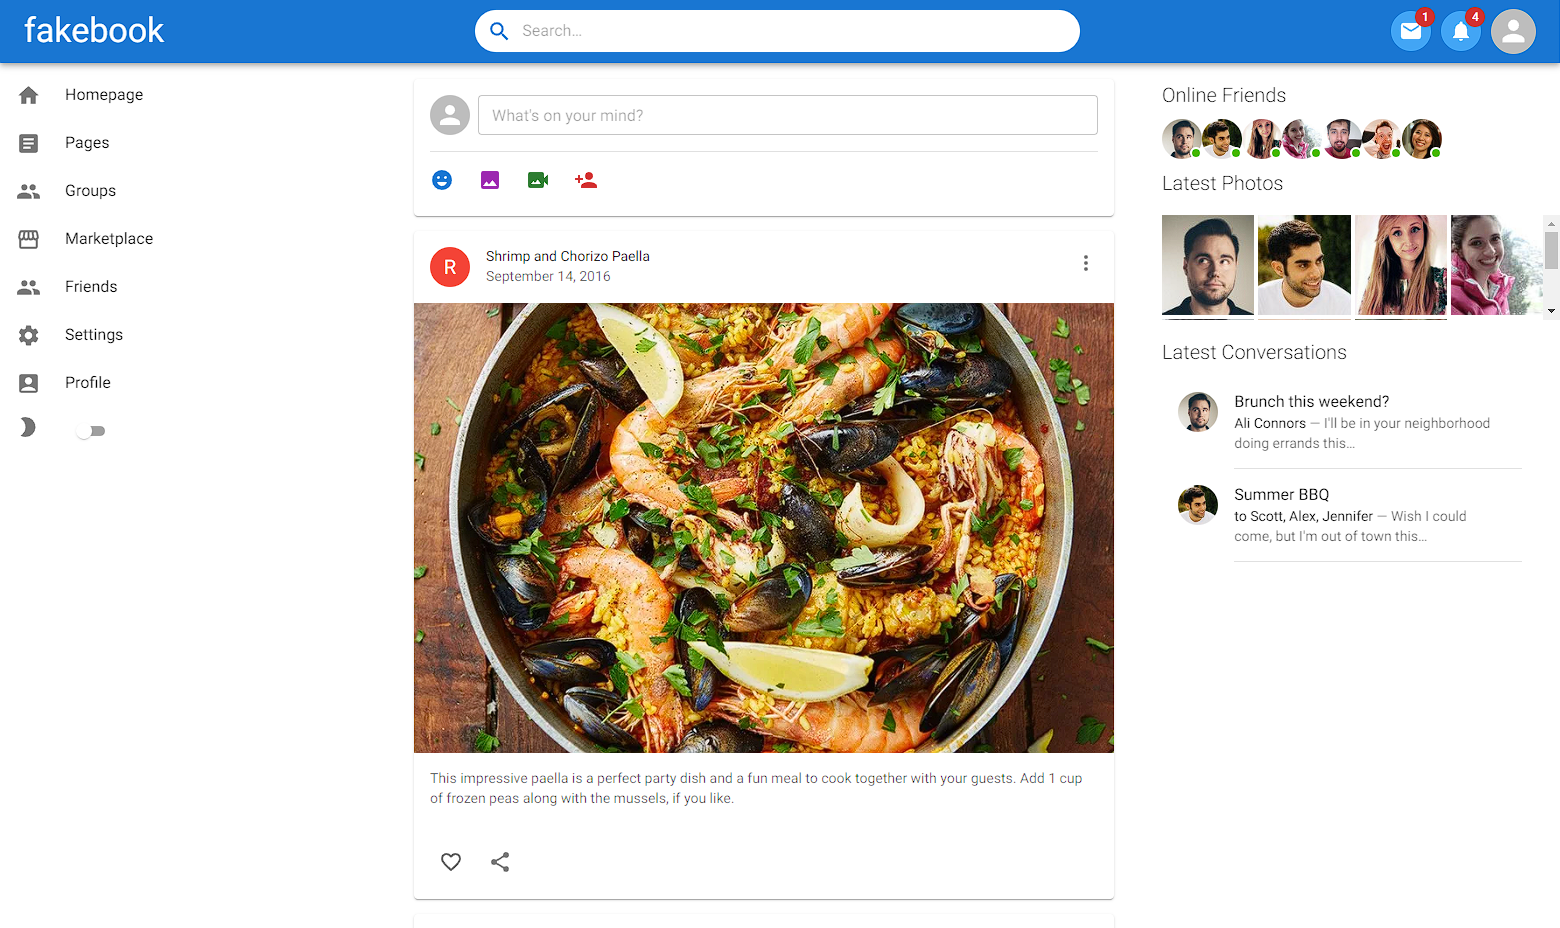 fakebook
Search...
1
4
Homepage
Pages
Groups
Marketplace
Friends
Settings
Profile
What's on your mind?
R
Shrimp and Chorizo Paella
September 14, 2016
This impressive paella is a perfect party dish and a fun meal to cook together with your guests. Add 1 cup
of frozen peas along with the mussels, if you like.
Online Friends
Latest Photos
Latest Conversations
Brunch this weekend?
Ali Connors — I'll be in your neighborhood
doing errands this…
Summer BBQ
to Scott, Alex, Jennifer — Wish I could
come, but I'm out of town this…